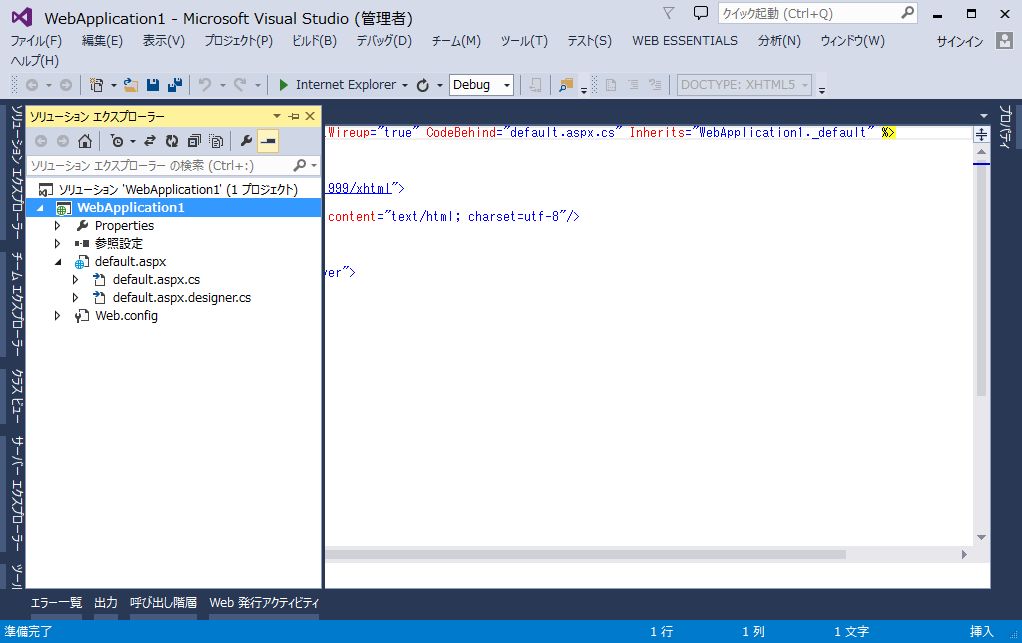 WebApplication1 - Microsoft Visual Studio (管理者)
クイック起動 (Ctrl+Q)
ファイル(F) 編集(E) 表示(V) プロジェクト(P) ビルド(B) デバッグ(D) チーム(M) ツール(T) テスト(S) WEB ESSENTIALS 分析(N) ウィンドウ(W) サインイン
ヘルプ(H)
Internet Explorer Debug DOCTYPE: XHTML5
ソリューション エクスプローラー
チーム エクスプローラー
クラス ビュー
サーバー エクスプローラー
ツール
ソリューション エクスプローラー
ソリューション エクスプローラー の検索 (Ctrl+:)
ソリューション 'WebApplication1' (1 プロジェクト)
WebApplication1
Properties
参照設定
default.aspx
default.aspx.cs
default.aspx.designer.cs
Web.config
Wireup="true" CodeBehind="default.aspx.cs" Inherits="WebApplication1._default" %>
999/xhtml">
content="text/html; charset=utf-8"/>
ver">
プロパティ
エラー一覧 出力 呼び出し階層 Web 発行アクティビティ
準備完了 1 行 1 列 1 文字 挿入